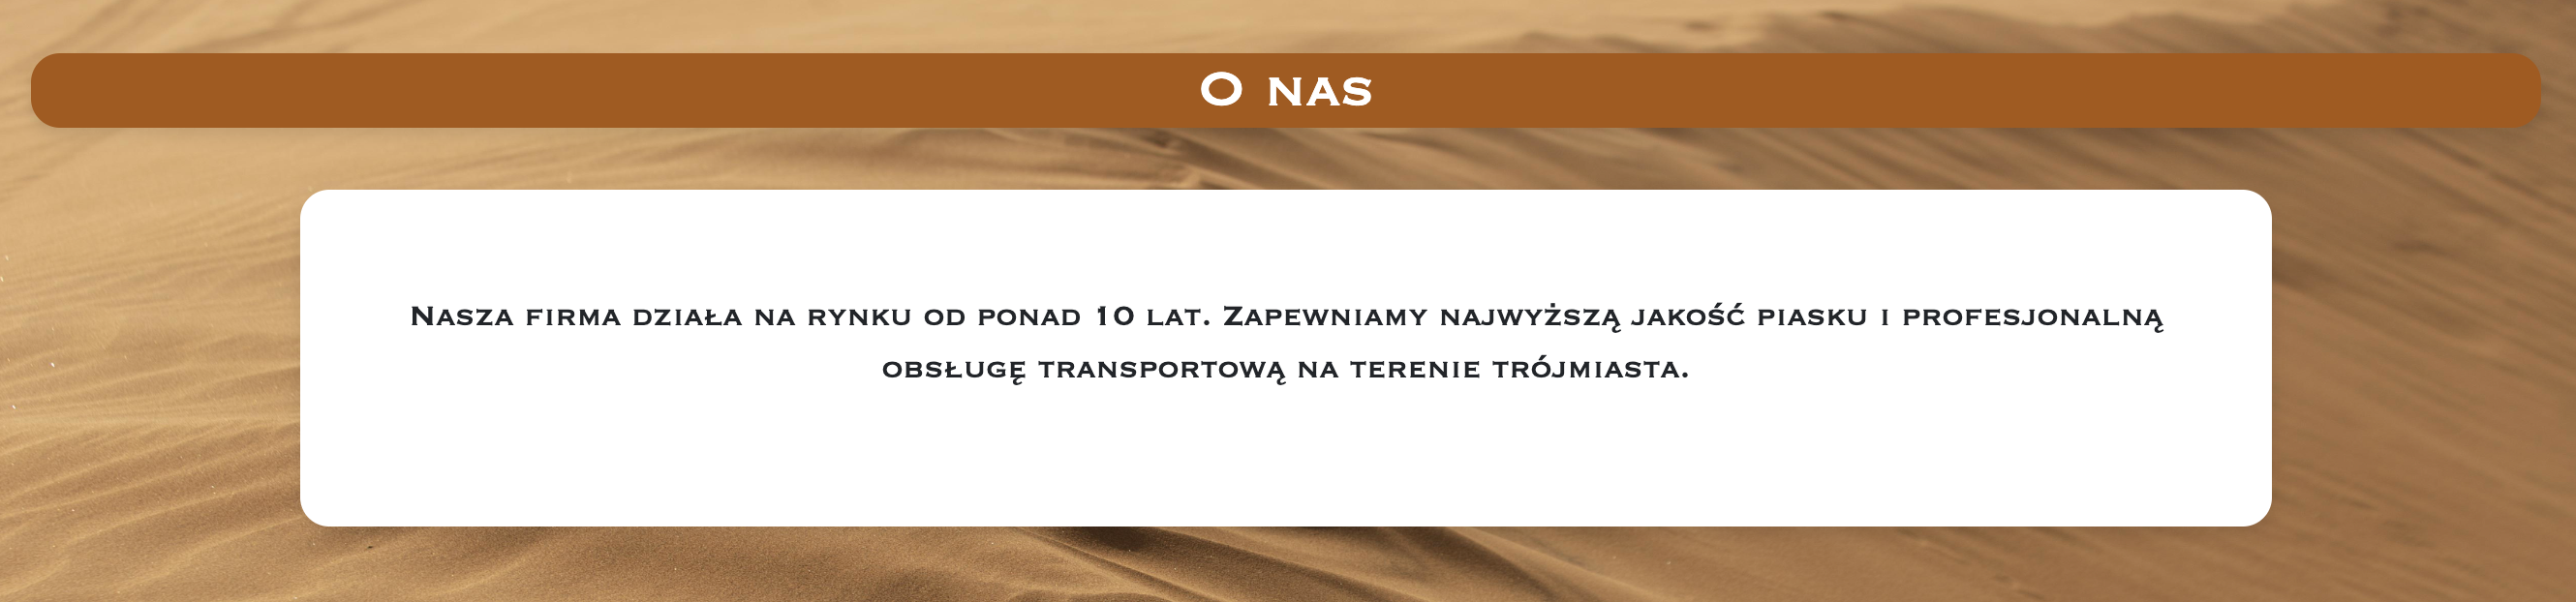 O nas
Nasza firma działa na rynku od ponad 10 lat. Zapewniamy najwyższą jakość piasku i profesjonalną
obsługę transportową na terenie trójmiasta.